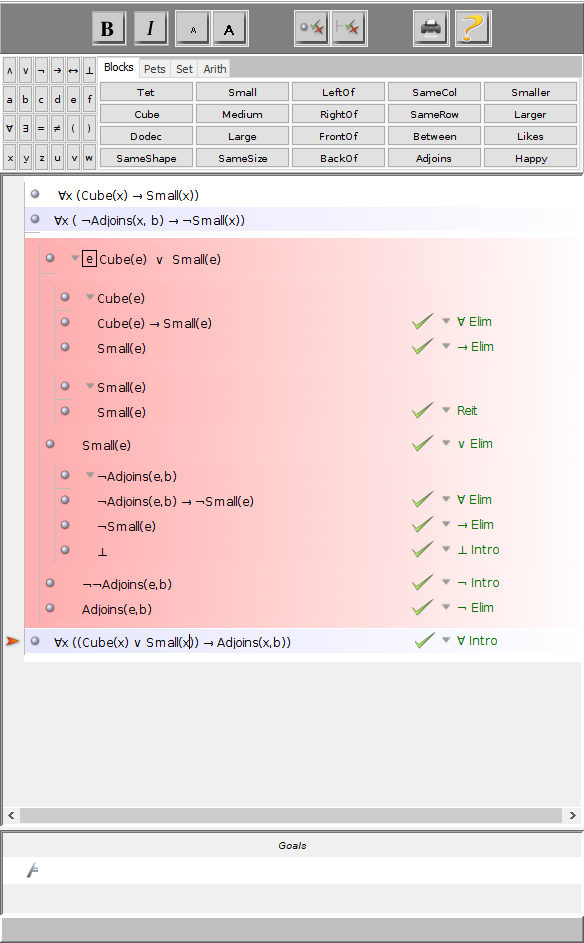 B I A A
∧ ∨ ¬ → ↔ ⊥ Blocks Pets Set Arith
a b c d e f Tet Small LeftOf SameCol Smaller
Cube Medium RightOf SameRow Larger
∀ ∃ = ≠ ( ) Dodec Large FrontOf Between Likes
x y z u v w SameShape SameSize BackOf Adjoins Happy
∀x (Cube(x) → Small(x))
∀x ( ¬Adjoins(x, b) → ¬Small(x))
e Cube(e) ∨ Small(e)
Cube(e)
Cube(e) → Small(e) ∀ Elim
Small(e) → Elim
Small(e)
Small(e) Reit
Small(e) ∨ Elim
¬Adjoins(e,b)
¬Adjoins(e,b) → ¬Small(e) ∀ Elim
¬Small(e) → Elim
⊥ ⊥ Intro
¬¬Adjoins(e,b) ¬ Intro
Adjoins(e,b) ¬ Elim
∀x ((Cube(x) ∨ Small(x)) → Adjoins(x,b)) ∀ Intro
Goals